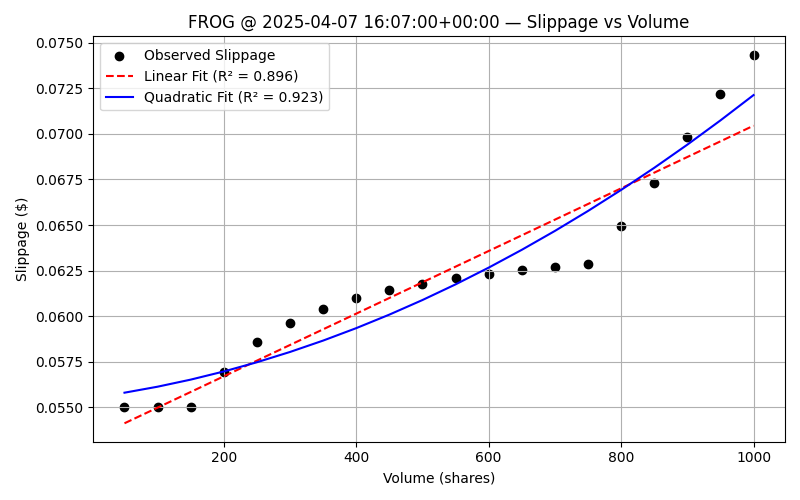 FROG @ 2025-04-07 16:07:00+00:00 — Slippage vs Volume
Observed Slippage
Linear Fit (R² = 0.896)
Quadratic Fit (R² = 0.923)
Slippage ($)
0.0750
0.0725
0.0700
0.0675
0.0650
0.0625
0.0600
0.0575
0.0550
200 400 600 800 1000
Volume (shares)